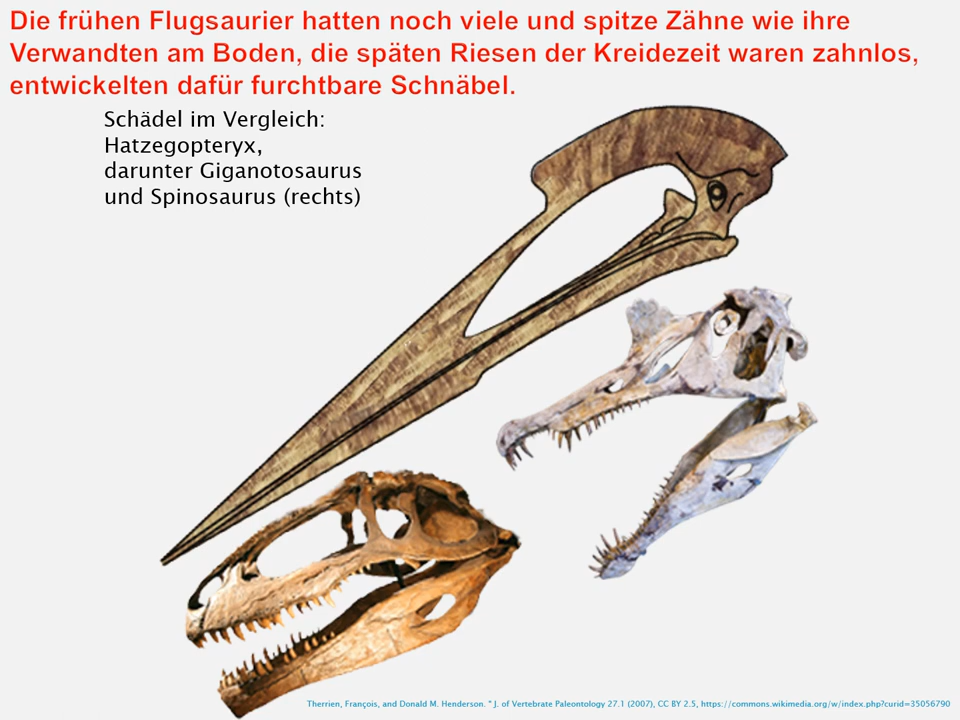 Die frühen Flugsaurier hatten noch viele und spitze Zähne wie ihre
Verwandten am Boden, die späten Riesen der Kreidezeit waren zahnlos,
entwickelten dafür furchtbare Schnäbel.
Schädel im Vergleich:
Hatzegopteryx,
darunter Giganotosaurus
und Spinosaurus (rechts)
Therrien, François, and Donald M. Henderson. " J. of Vertebrate Paleontology 27.1 (2007), CC BY 2.5, https://commons.wikimedia.org/w/index.php?curid=35056790